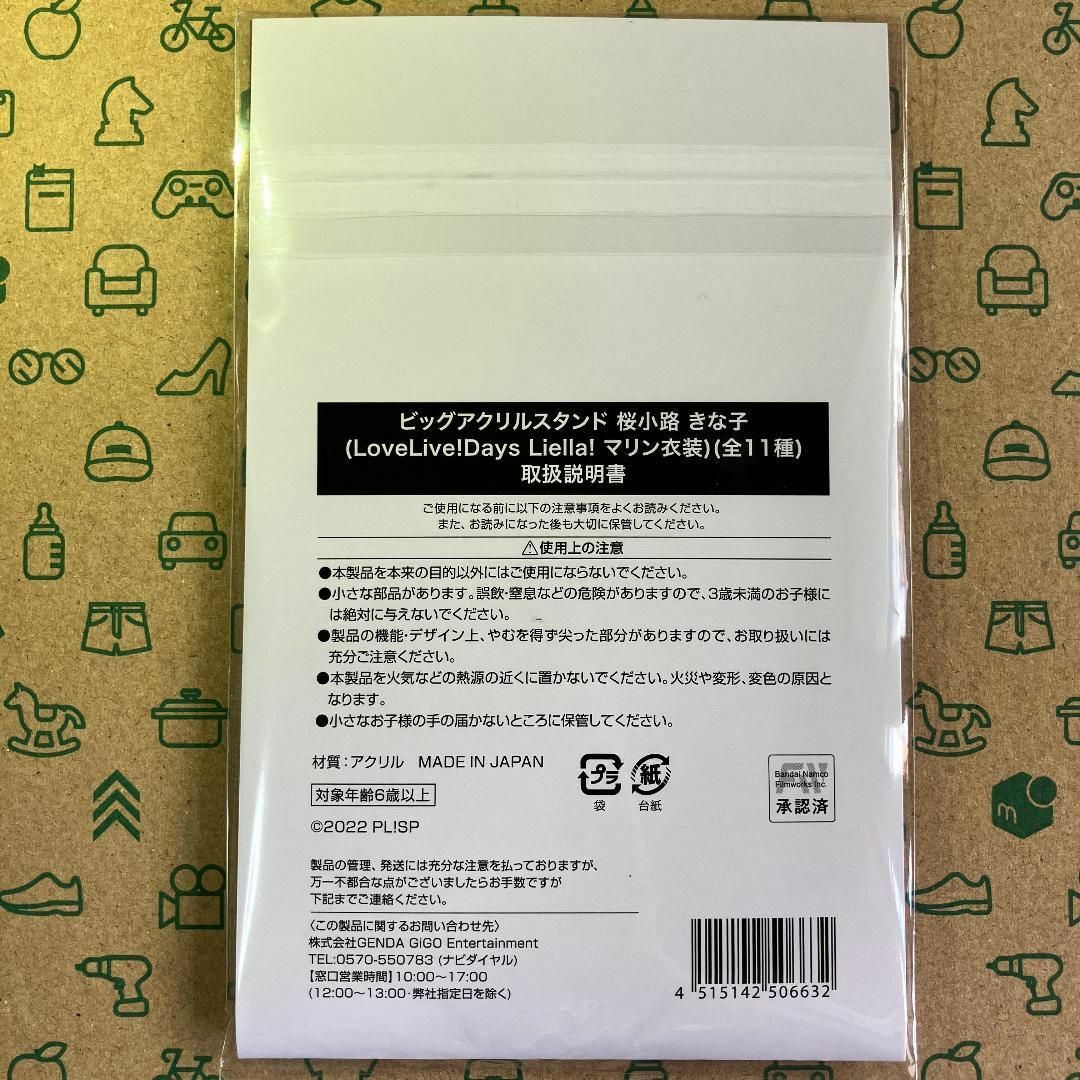 ビッグアクリルスタンド 桜小路 きな子
(LoveLive!Days Liella! マリン衣装)(全11種)
取扱説明書
ご使用になる前に以下の注意事項をよくお読みください。
また、お読みになった後も大切に保管してください。
⚠使用上の注意
●本製品を本来の目的以外にはご使用にならないでください。
●小さな部品があります。誤飲・窒息などの危険がありますので、3歳未満のお子様に
は絶対に与えないでください。
●製品の機能・デザイン上、やむを得ず尖った部分がありますので、お取り扱いには
充分ご注意ください。
●本製品を火気などの熱源の近くに置かないでください。火災や変形、変色の原因と
なります。
●小さなお子様の手の届かないところに保管してください。
材質：アクリル MADE IN JAPAN
対象年齢6歳以上
©2022 PL!SP
プラ
袋
紙
台紙
FW
Bandai Namco
Filmworks Inc.
承認済
製品の管理、発送には充分な注意を払っておりますが、
万一不都合な点がございましたらお手数ですが
下記までご連絡ください。
〈この製品に関するお問い合わせ先〉
株式会社GENDA GiGO Entertainment
TEL:0570-550783 (ナビダイヤル)
【窓口営業時間】10:00〜17:00
(12:00〜13:00・弊社指定日を除く)
4 515142 506632
m